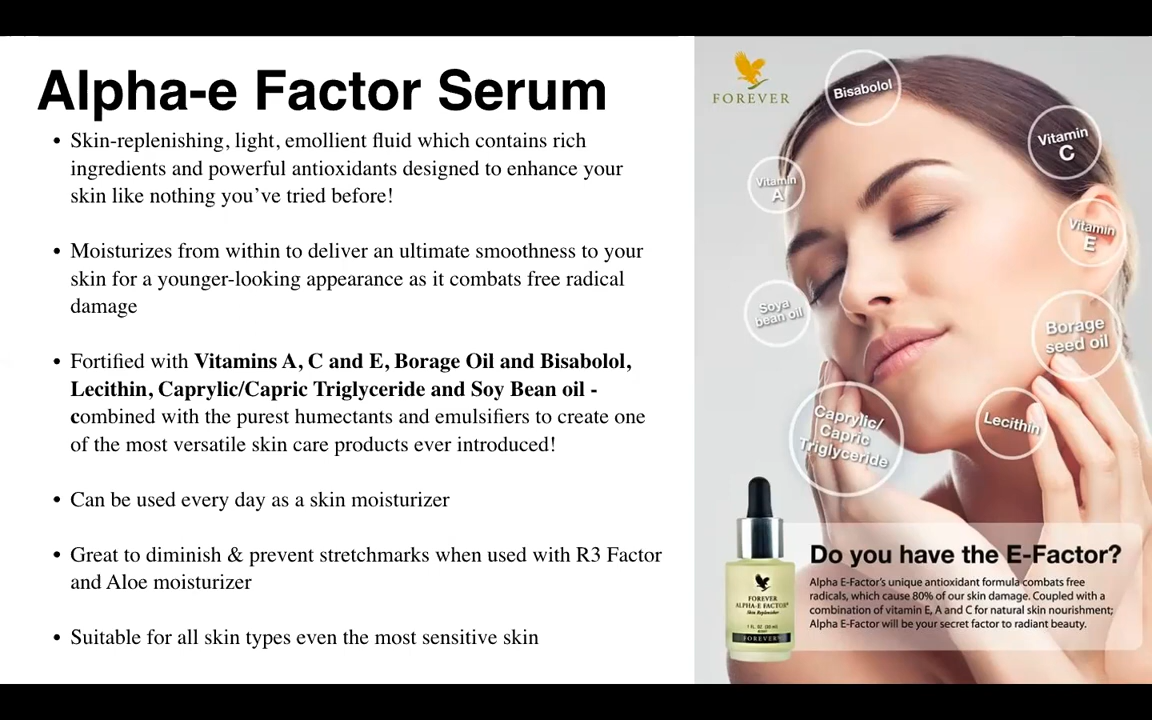 Alpha-e Factor Serum
• Skin-replenishing, light, emollient fluid which contains rich
ingredients and powerful antioxidants designed to enhance your
skin like nothing you’ve tried before!
• Moisturizes from within to deliver an ultimate smoothness to your
skin for a younger-looking appearance as it combats free radical
damage
• Fortified with Vitamins A, C and E, Borage Oil and Bisabolol,
Lecithin, Caprylic/Capric Triglyceride and Soy Bean oil -
combined with the purest humectants and emulsifiers to create one
of the most versatile skin care products ever introduced!
• Can be used every day as a skin moisturizer
• Great to diminish & prevent stretchmarks when used with R3 Factor
and Aloe moisturizer
• Suitable for all skin types even the most sensitive skin
FOREVER
Bisabolol
Vitamin
C
Vitamin
A
Vitamin
E
Soya
bean oil
Borage
seed oil
Caprylic/
Capric
Triglyceride
Lecithin
FOREVER
ALPHA-E FACTOR®
Skin Replenisher
1 FL. OZ. (30 ml)
FOREVER
Do you have the E-Factor?
Alpha E-Factor's unique antioxidant formula combats free
radicals, which cause 80% of our skin damage. Coupled with a
combination of vitamin E, A and C for natural skin nourishment;
Alpha E-Factor will be your secret factor to radiant beauty.